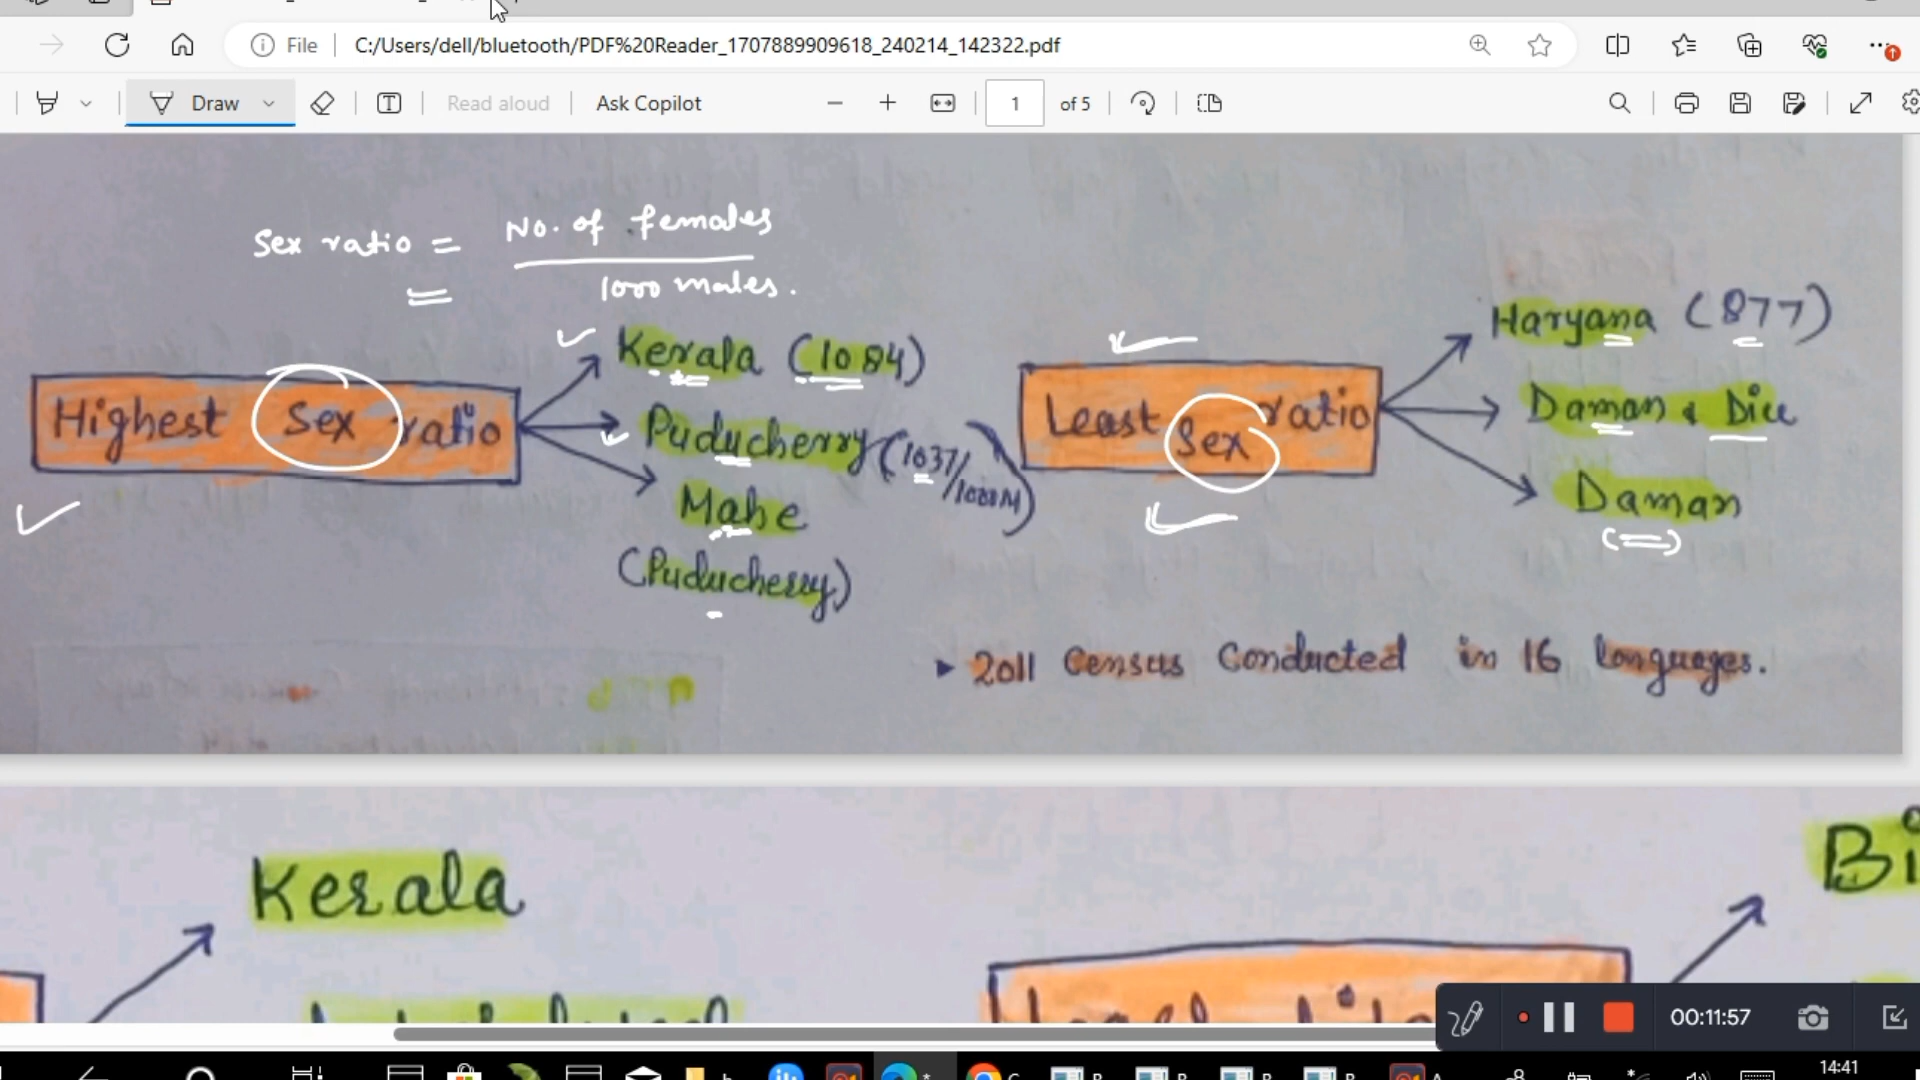 File
C:/Users/dell/bluetooth/PDF%20Reader_1707889909618_240214_142322.pdf
Draw
Read aloud
Ask Copilot
1
of 5
Sex ratio = No. of females
1000 males.
Highest Sex ratio
Kerala (1084)
Puducherry (1037/1000M)
Mahe
(Puducherry)
Least Sex ratio
Haryana (877)
Daman & Diu
Daman
2011 Census Conducted in 16 languages.
Kerala
Bi
00:11:57
14:41